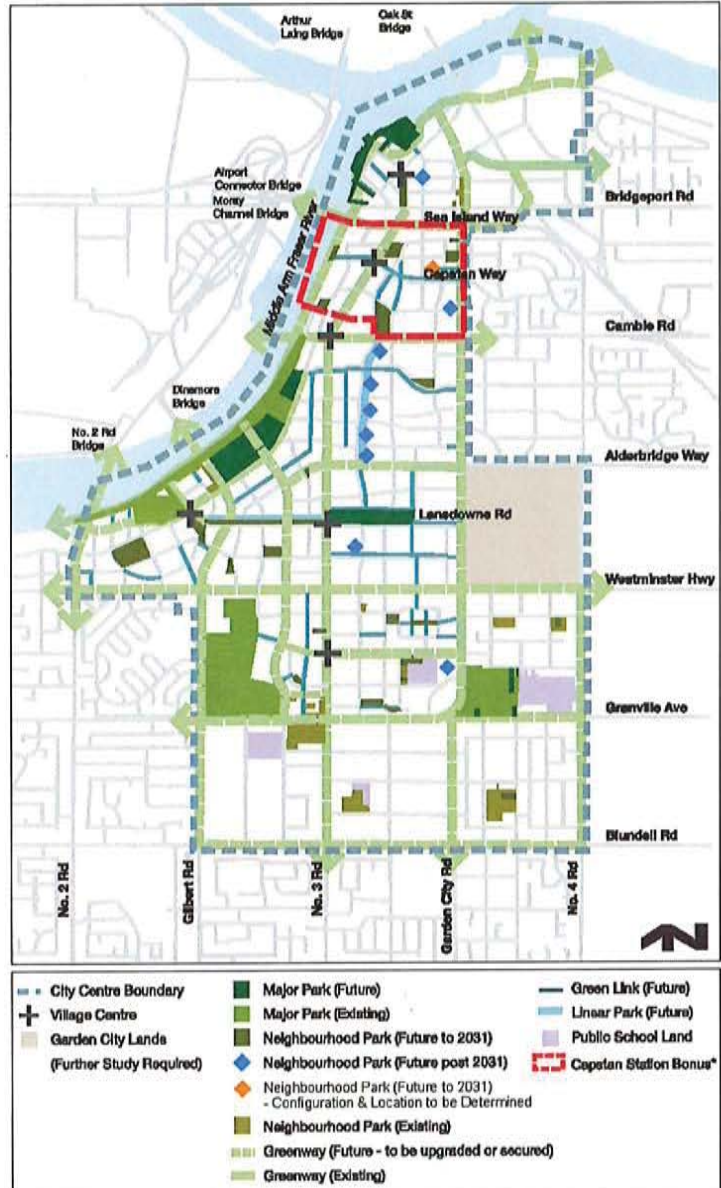 Arthur
Laing Bridge
Oak St
Bridge
Airport
Connector Bridge
Moray
Channel Bridge
Middle Arm Fraser River
Bridgeport Rd
Sea Island Way
Capstan Way
Cambie Rd
Dinsmore
Bridge
No. 2 Rd
Bridge
Alderbridge Way
Lansdowne Rd
Westminster Hwy
Granville Ave
Blundell Rd
No. 2 Rd
Gilbert Rd
No. 3 Rd
Garden City Rd
No. 4 Rd
N
City Centre Boundary
Village Centre
Garden City Lands
(Further Study Required)
Major Park (Future)
Major Park (Existing)
Neighbourhood Park (Future to 2031)
Neighbourhood Park (Future post 2031)
Neighbourhood Park (Future to 2031)
- Configuration & Location to be Determined
Neighbourhood Park (Existing)
Greenway (Future - to be upgraded or secured)
Greenway (Existing)
Green Link (Future)
Linear Park (Future)
Public School Land
Capstan Station Bonus*